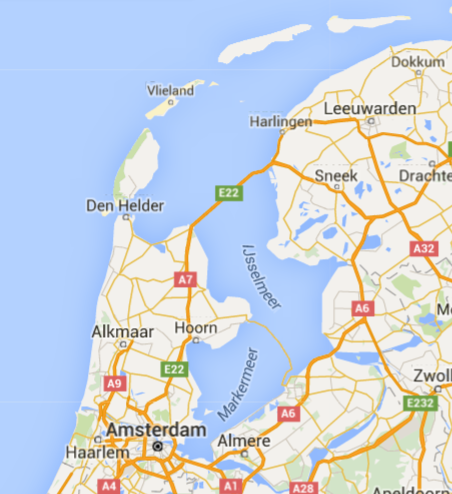 Dokkum
Vlieland
Leeuwarden
Harlingen
Sneek
Drachte
E22
Den Helder
A32
IJsselmeer
A7
A6
Hoorn
Alkmaar
E22
Markermeer
A9
Zwoll
E232
A6
Amsterdam
Almere
Haarlem
A4
A1
A28
Apeldoorn